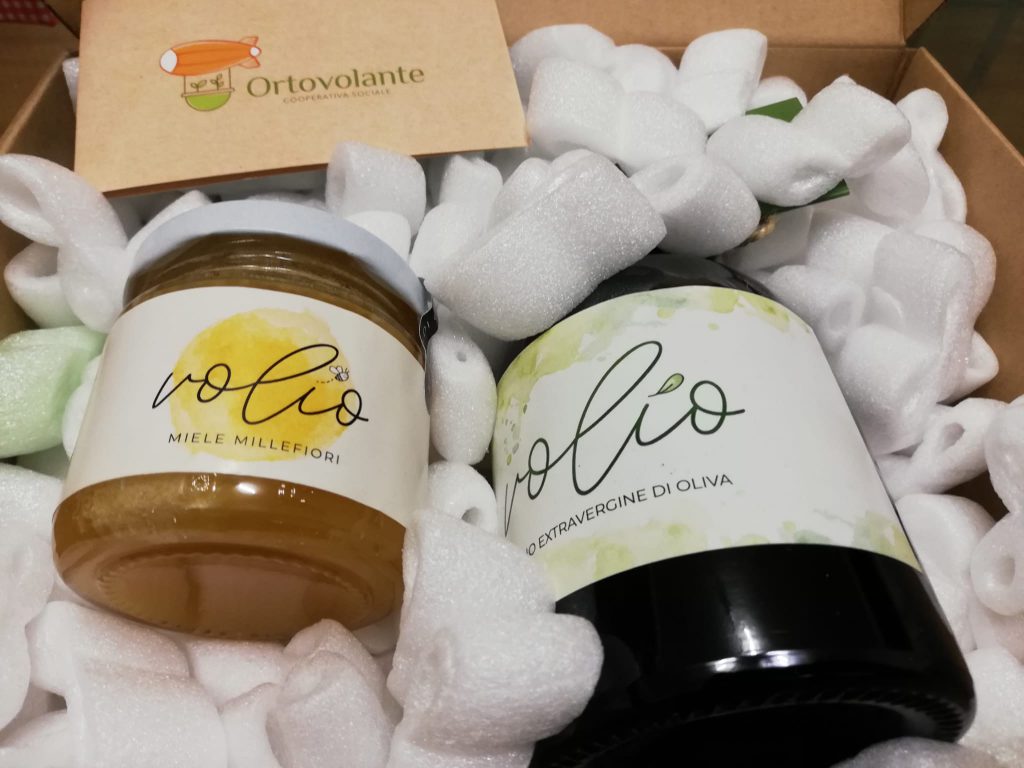 Ortovolante
COOPERATIVA SOCIALE
volio
MIELE MILLEFIORI
volio
EXTRAVERGINE DI OLIVA